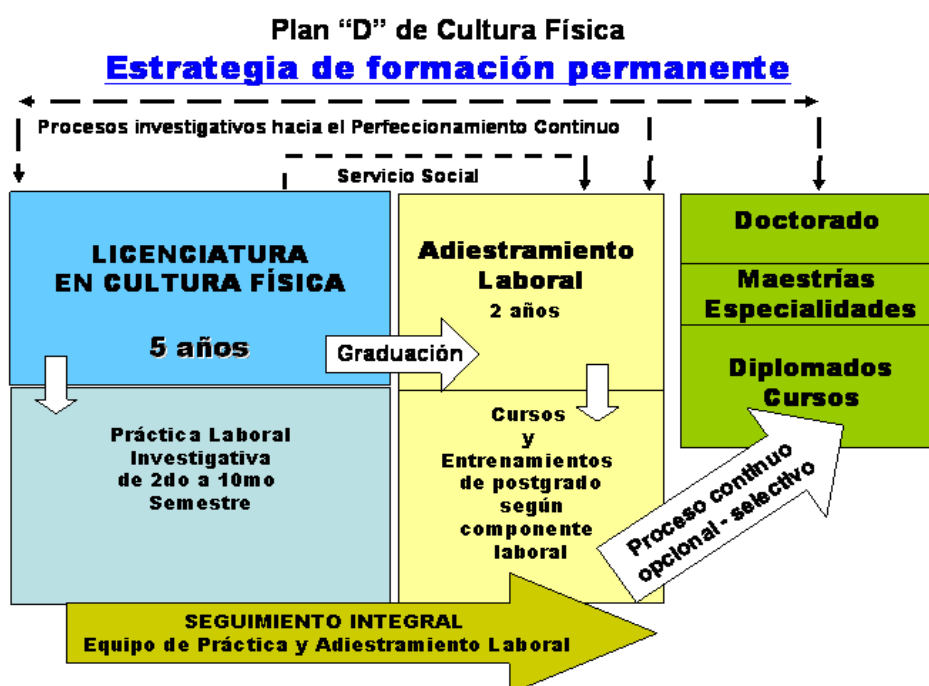 Plan “D” de Cultura Física
Estrategia de formación permanente
Procesos investigativos hacia el Perfeccionamiento Continuo
Servicio Social
LICENCIATURA
EN CULTURA FÍSICA
5 años
Graduación
Práctica Laboral
Investigativa
de 2do a 10mo
Semestre
Adiestramiento
Laboral
2 años
Cursos
y
Entrenamientos
de postgrado
según
componente
laboral
Doctorado
Maestrías
Especialidades
Diplomados
Cursos
Proceso continuo
opcional - selectivo
SEGUIMIENTO INTEGRAL
Equipo de Práctica y Adiestramiento Laboral